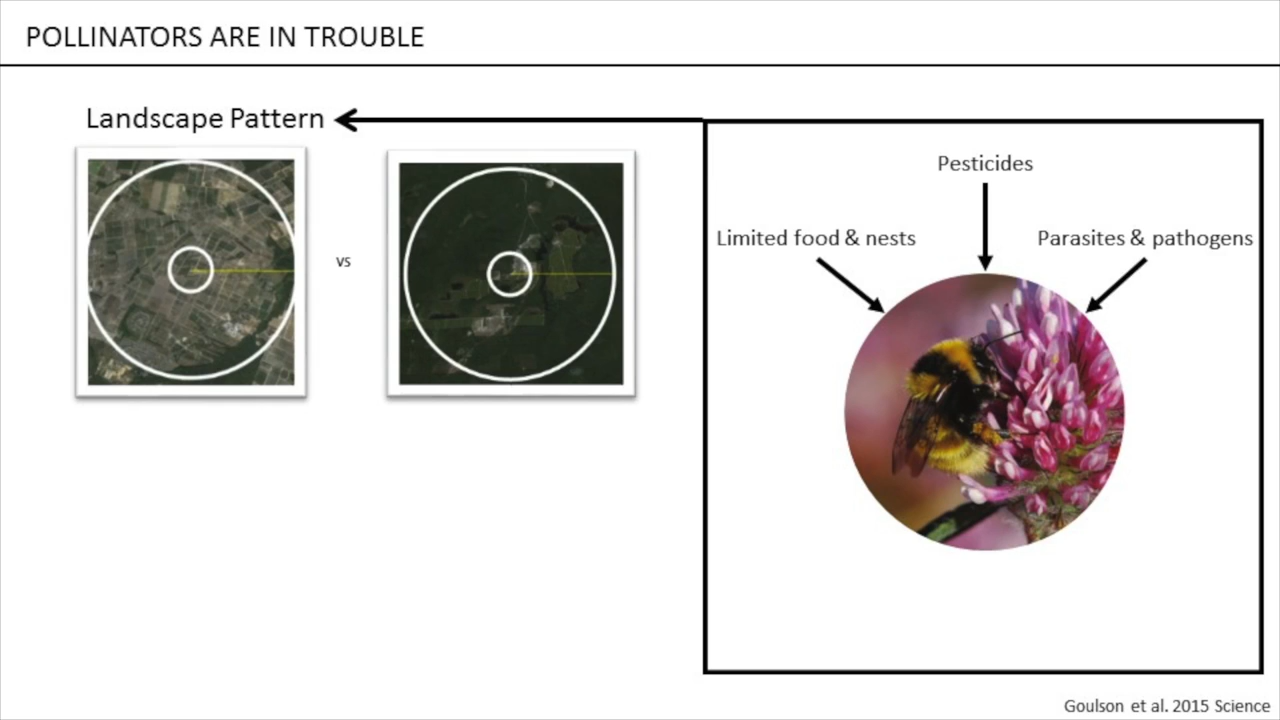 POLLINATORS ARE IN TROUBLE
Landscape Pattern
vs
Pesticides
Limited food & nests
Parasites & pathogens
Goulson et al. 2015 Science